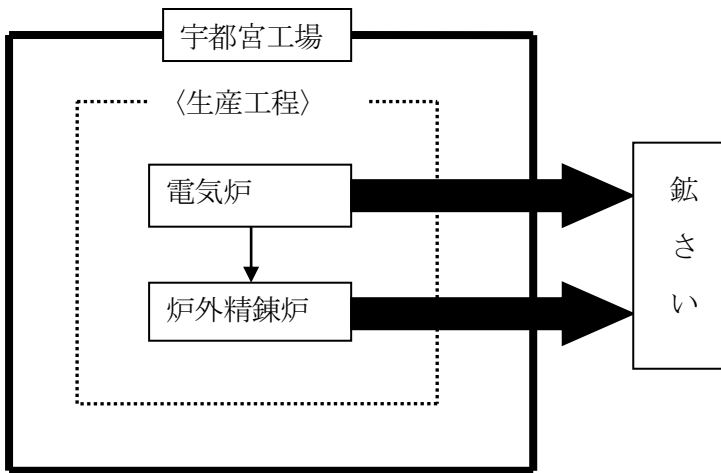 宇都宮工場
〈生産工程〉
電気炉
炉外精錬炉
鉱さい